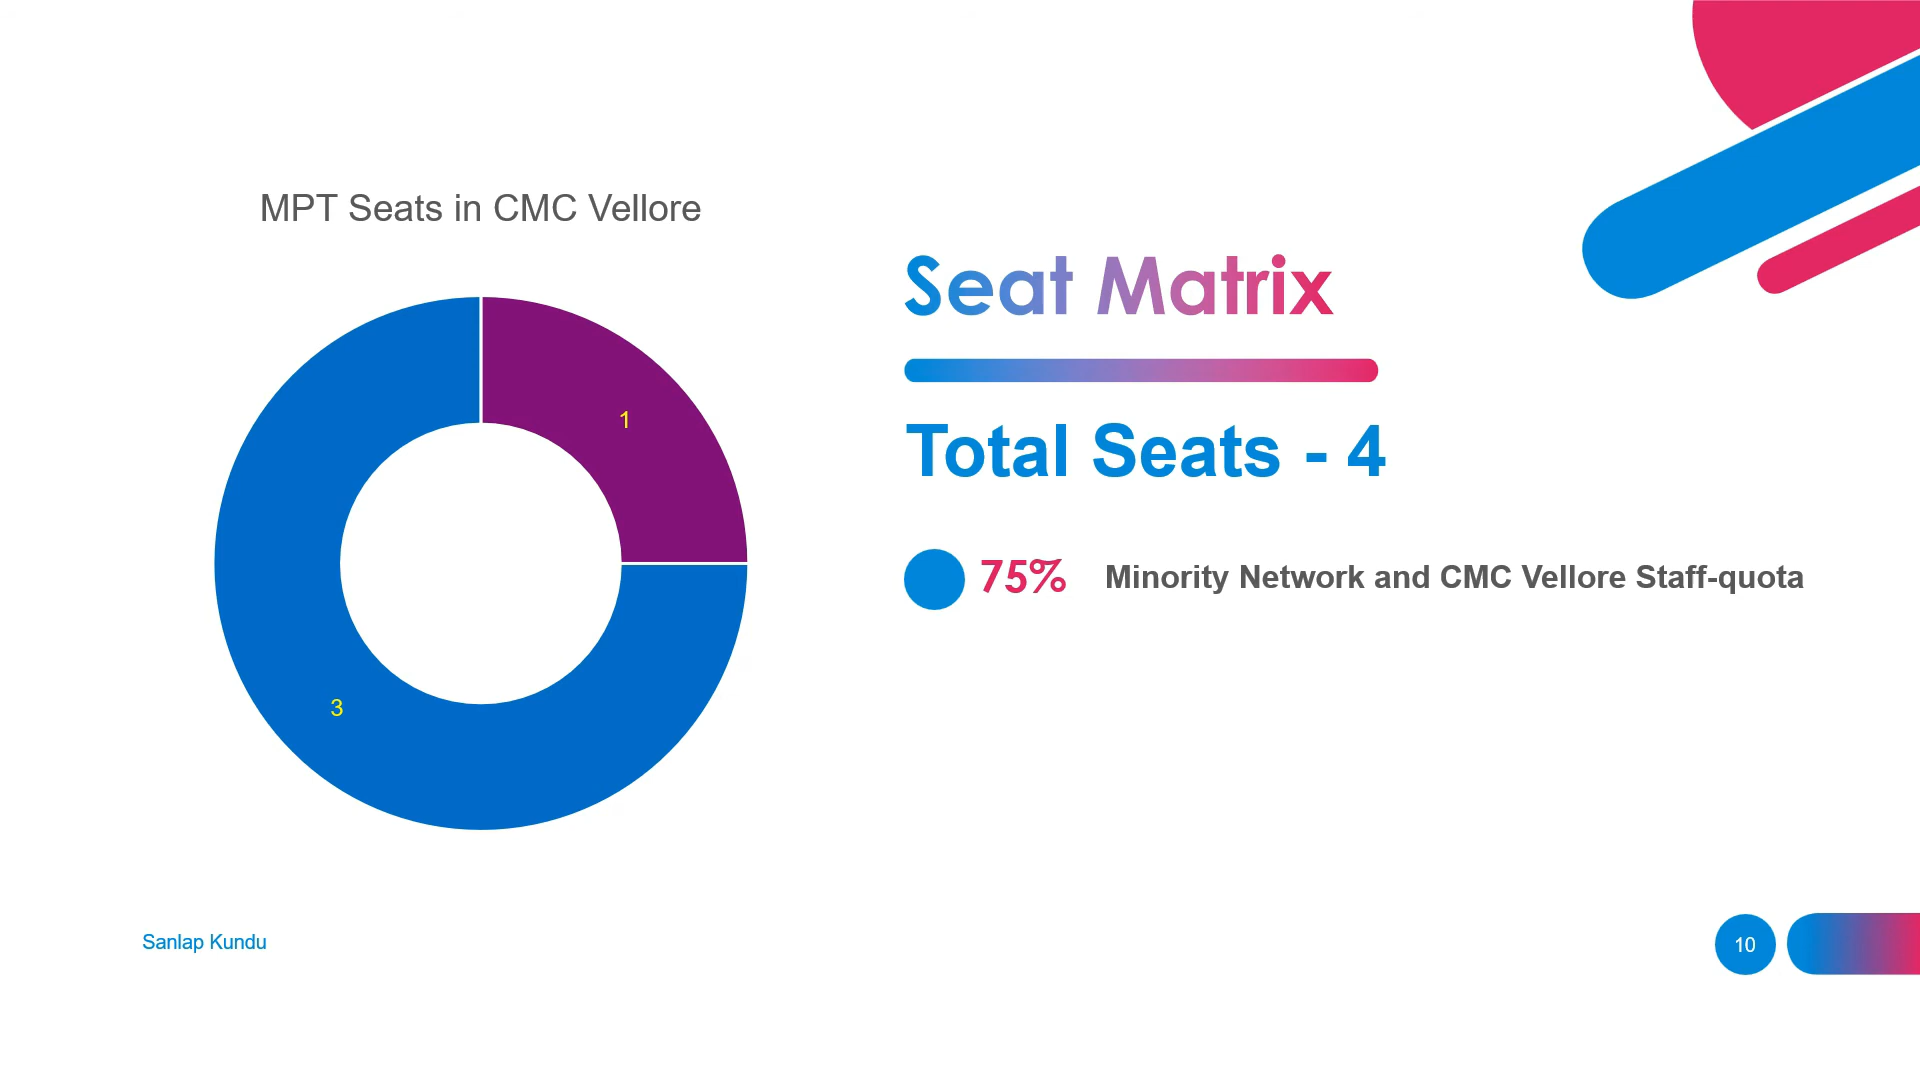 MPT Seats in CMC Vellore
1
3
Seat Matrix
Total Seats - 4
75% Minority Network and CMC Vellore Staff-quota
Sanlap Kundu
10